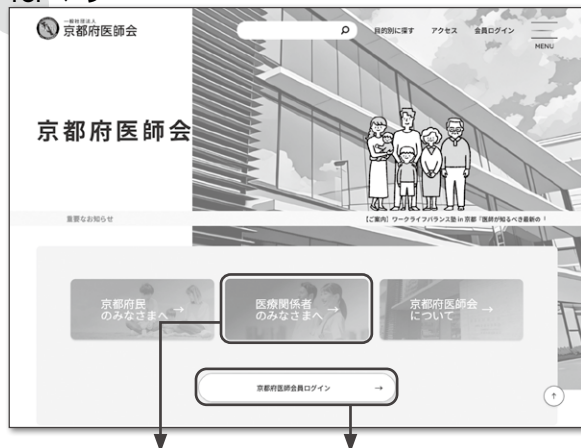 一般社団法人
京都府医師会
目的別に探す
アクセス
会員ログイン
MENU
京都府医師会
重要なお知らせ
【ご案内】ワークライフバランス塾 in 京都『医師が知るべき最新の
京都府民
のみなさまへ →
医療関係者
のみなさまへ →
京都府医師会
について →
京都府医師会員ログイン →
↑